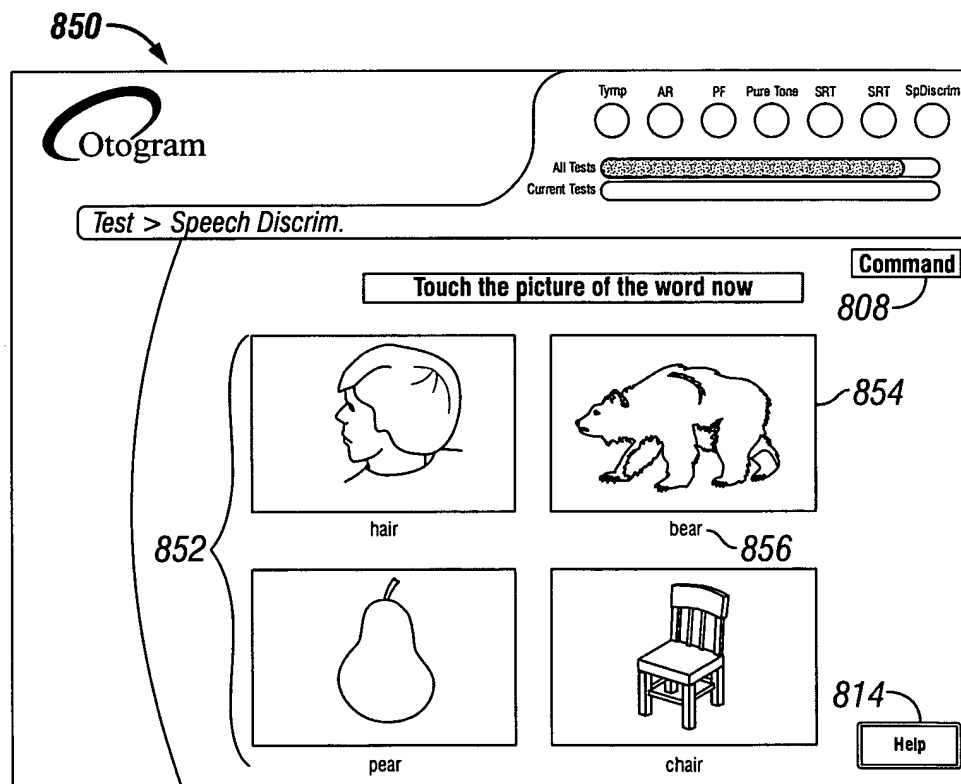 850
Tymp AR PF Pure Tone SRT SRT SpDiscrim
Otogram
All Tests
Current Tests
Test > Speech Discrim.
Command
Touch the picture of the word now
808
854
hair bear 856
852
814
Help
pear chair